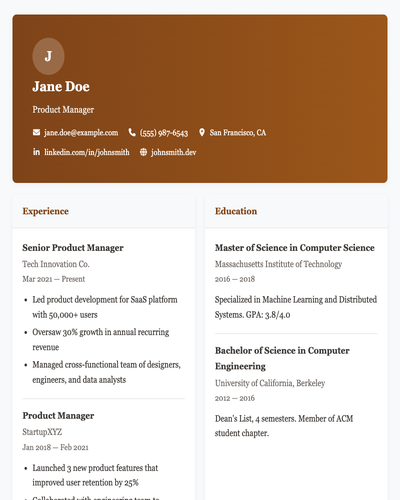 J
Jane Doe
Product Manager
jane.doe@example.com (555) 987-6543 San Francisco, CA
linkedin.com/in/johnsmith johnsmith.dev
Experience
Senior Product Manager
Tech Innovation Co.
Mar 2021 — Present
• Led product development for SaaS platform
with 50,000+ users
• Oversaw 30% growth in annual recurring
revenue
• Managed cross-functional team of designers,
engineers, and data analysts
Product Manager
StartupXYZ
Jan 2018 — Feb 2021
• Launched 3 new product features that
improved user retention by 25%
• Collaborated with engineering team to
Education
Master of Science in Computer Science
Massachusetts Institute of Technology
2016 — 2018
Specialized in Machine Learning and Distributed
Systems. GPA: 3.8/4.0
Bachelor of Science in Computer
Engineering
University of California, Berkeley
2012 — 2016
Dean's List, 4 semesters. Member of ACM
student chapter.